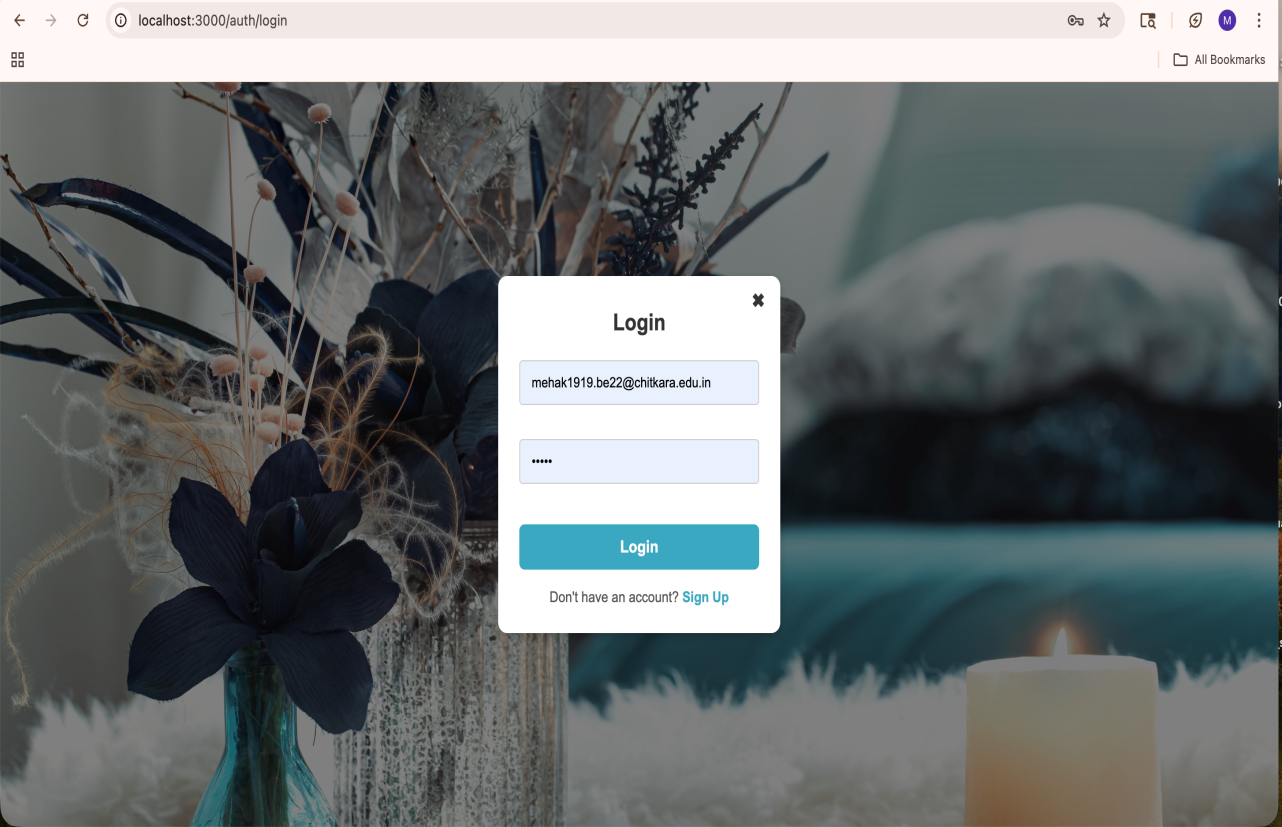 localhost:3000/auth/login
M
All Bookmarks
Login
mehak1919.be22@chitkara.edu.in
•••••
Login
Don't have an account? Sign Up